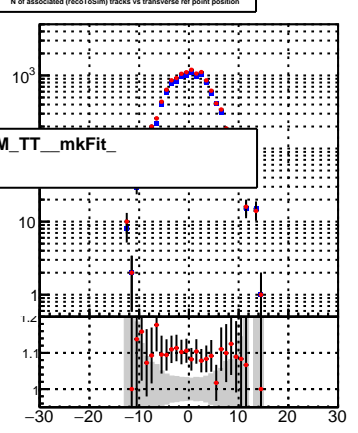 N of associated (recoToSim) tracks vs transverse ref point position
10³
M_TT__mkFit_
10
1
1.2
1.1
1
−30 −20 −10 0 10 20 30